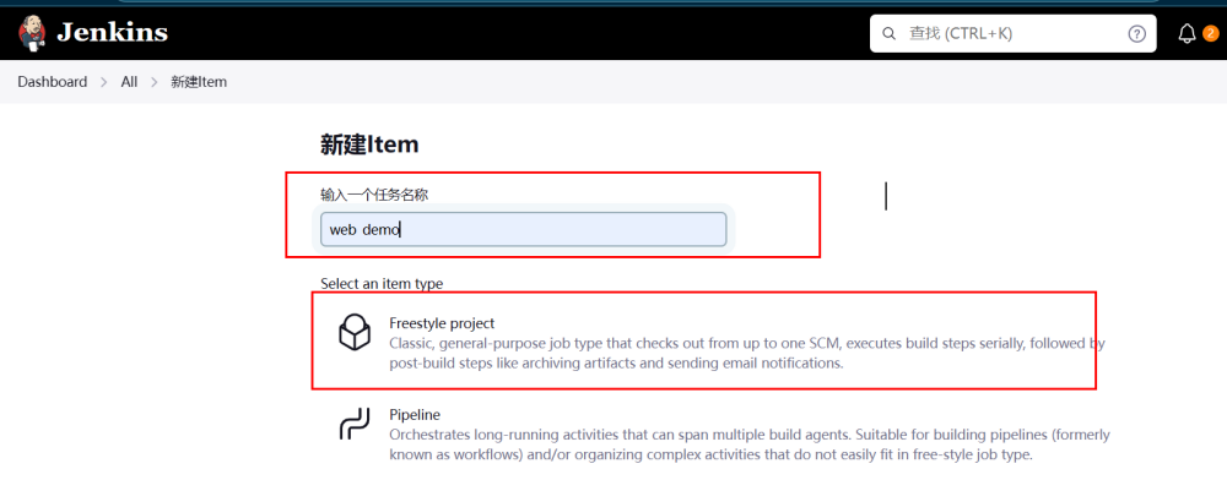 Jenkins
查找 (CTRL+K)
2
Dashboard > All > 新建Item
新建Item
输入一个任务名称
web demo
Select an item type
Freestyle project
Classic, general-purpose job type that checks out from up to one SCM, executes build steps serially, followed by
post-build steps like archiving artifacts and sending email notifications.
Pipeline
Orchestrates long-running activities that can span multiple build agents. Suitable for building pipelines (formerly
known as workflows) and/or organizing complex activities that do not easily fit in free-style job type.